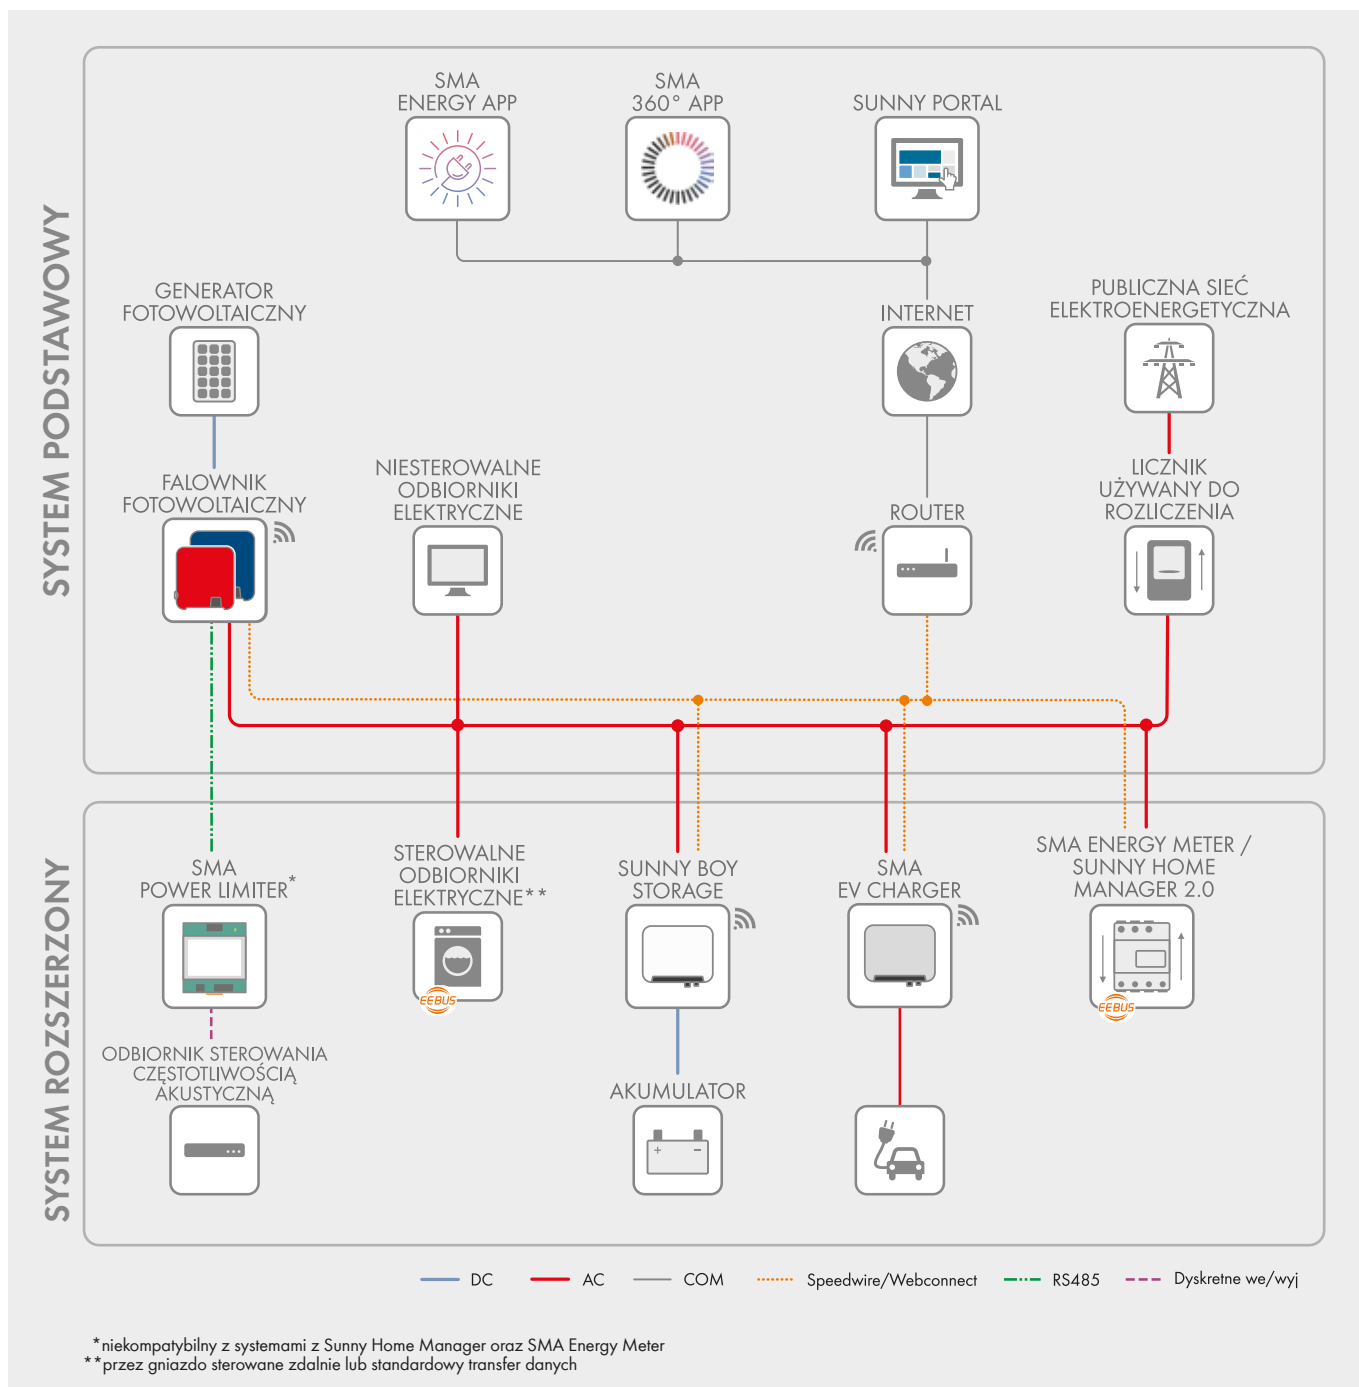 SYSTEM PODSTAWOWY
SMA
ENERGY APP
SMA
360° APP
SUNNY PORTAL
GENERATOR
FOTOWOLTAICZNY
INTERNET
PUBLICZNA SIEĆ
ELEKTROENERGETYCZNA
FALOWNIK
FOTOWOLTAICZNY
NIESTEROWALNE
ODBIORNIKI
ELEKTRYCZNE
ROUTER
LICZNIK
UŻYWANY DO
ROZLICZENIA
SYSTEM ROZSZERZONY
SMA
POWER LIMITER*
STEROWALNE
ODBIORNIKI
ELEKTRYCZNE**
EEBUS
SUNNY BOY
STORAGE
SMA
EV CHARGER
SMA ENERGY METER /
SUNNY HOME
MANAGER 2.0
EEBUS
ODBIORNIK STEROWANIA
CZĘSTOTLIWOŚCIĄ
AKUSTYCZNĄ
AKUMULATOR
+ −
DC
AC
COM
Speedwire/Webconnect
RS485
Dyskretne we/wyj
*niekompatybilny z systemami z Sunny Home Manager oraz SMA Energy Meter
**przez gniazdo sterowane zdalnie lub standardowy transfer danych